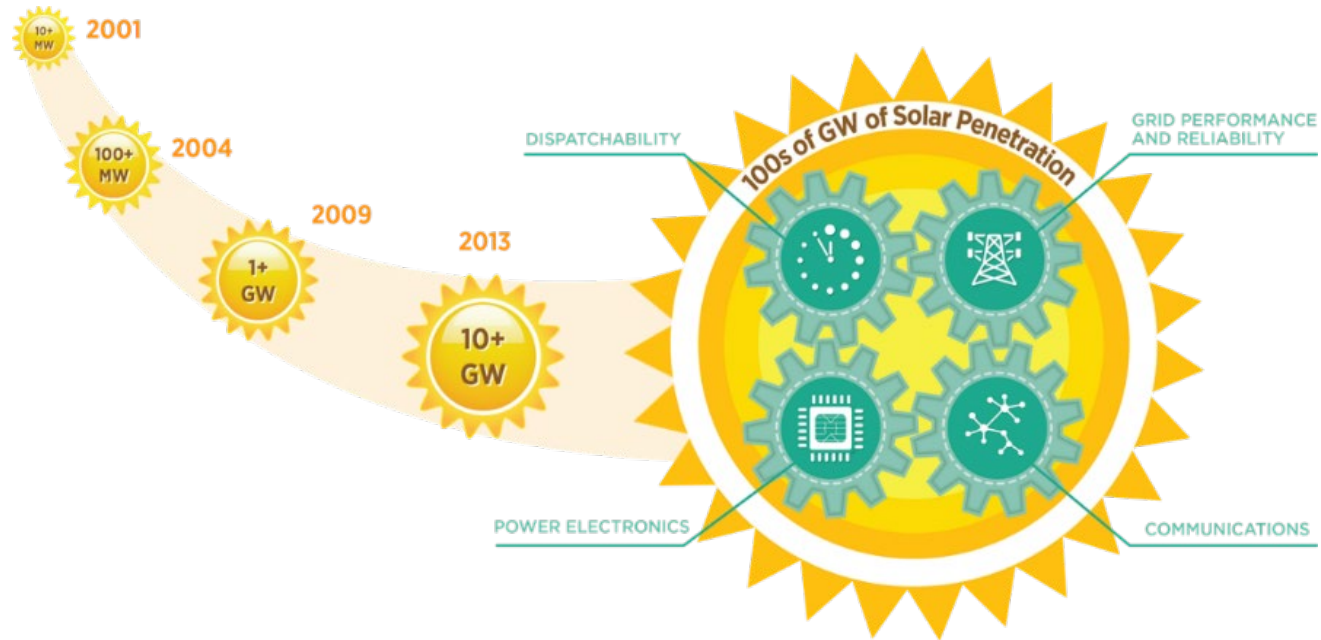 10+
MW
2001
100+
MW
2004
1+
GW
2009
10+
GW
2013
100s of GW of Solar Penetration
DISPATCHABILITY
GRID PERFORMANCE
AND RELIABILITY
POWER ELECTRONICS
COMMUNICATIONS